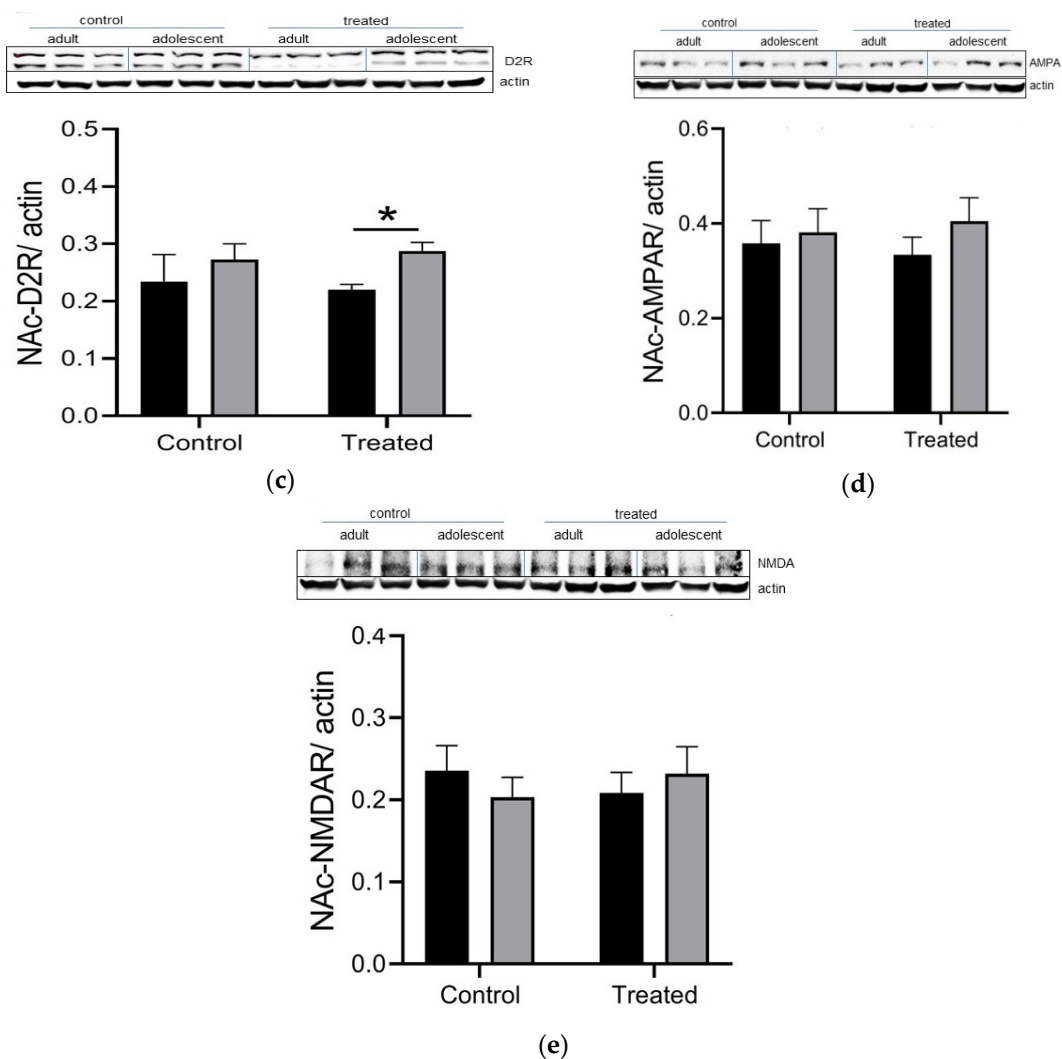 control treated
adult adolescent adult adolescent
D2R
actin
NAc-D2R/ actin
0.5
0.4
0.3
0.2
0.1
0.0
*
Control Treated
(c)
control treated
adult adolescent adult adolescent
AMPA
actin
NAc-AMPAR/ actin
0.6
0.4
0.2
0.0
Control Treated
(d)
control treated
adult adolescent adult adolescent
NMDA
actin
NAc-NMDAR/ actin
0.4
0.3
0.2
0.1
0.0
Control Treated
(e)